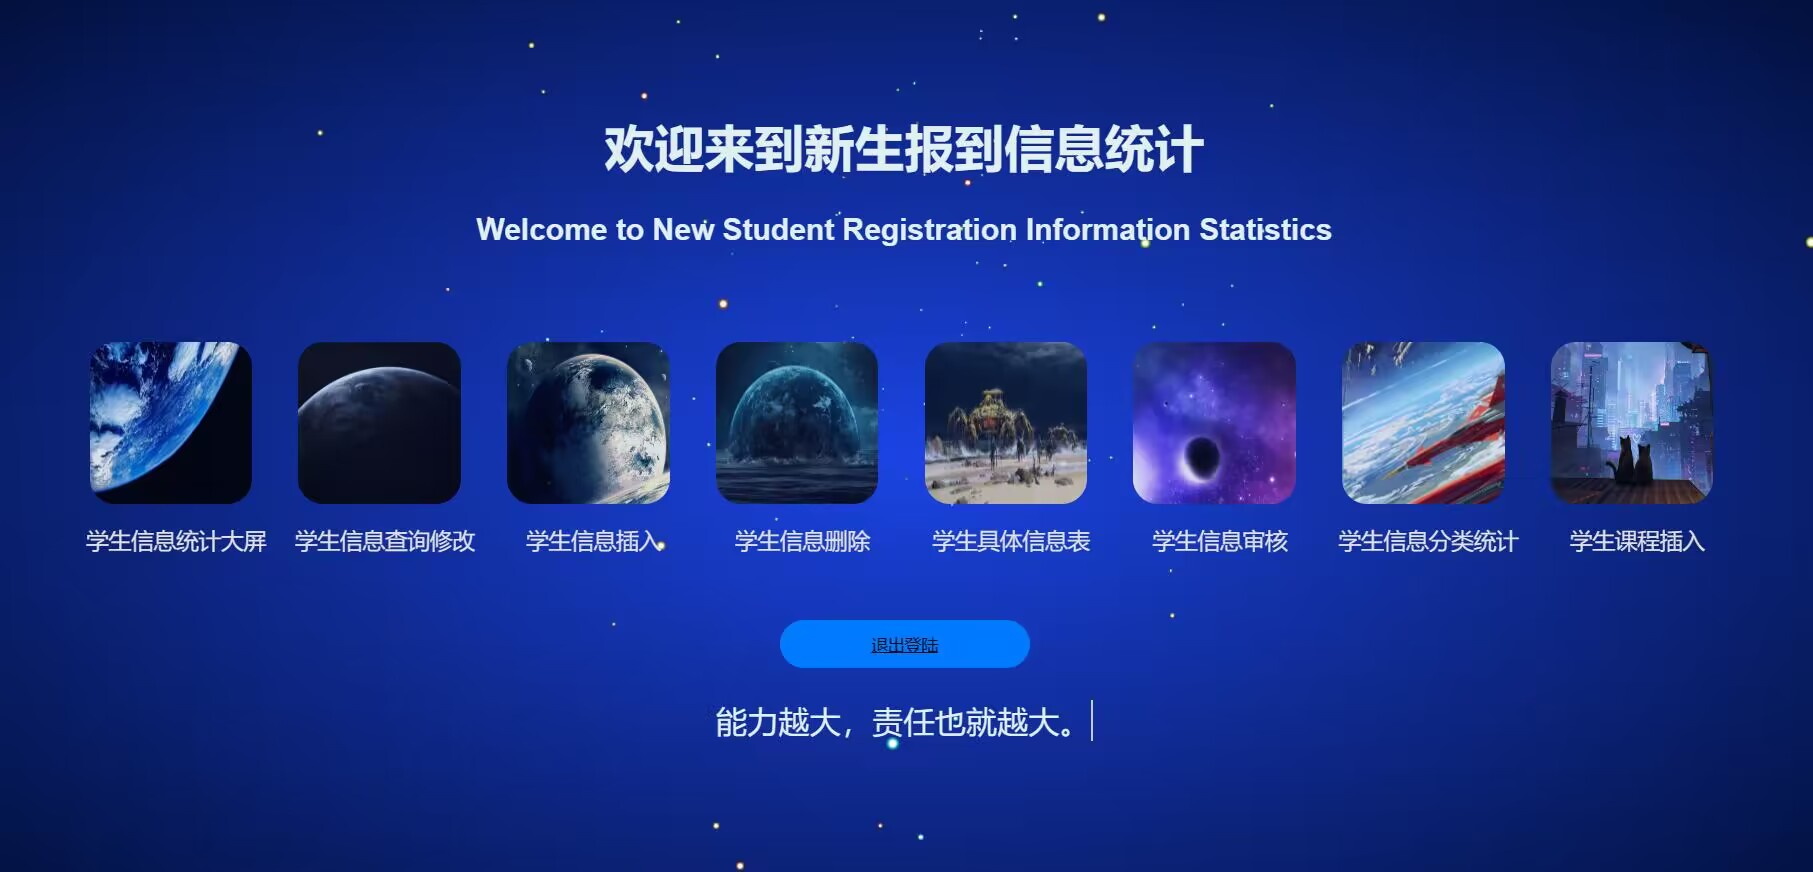 欢迎来到新生报到信息统计
Welcome to New Student Registration Information Statistics
学生信息统计大屏
学生信息查询修改
学生信息插入
学生信息删除
学生具体信息表
学生信息审核
学生信息分类统计
学生课程插入
退出登陆
能力越大，责任也就越大。